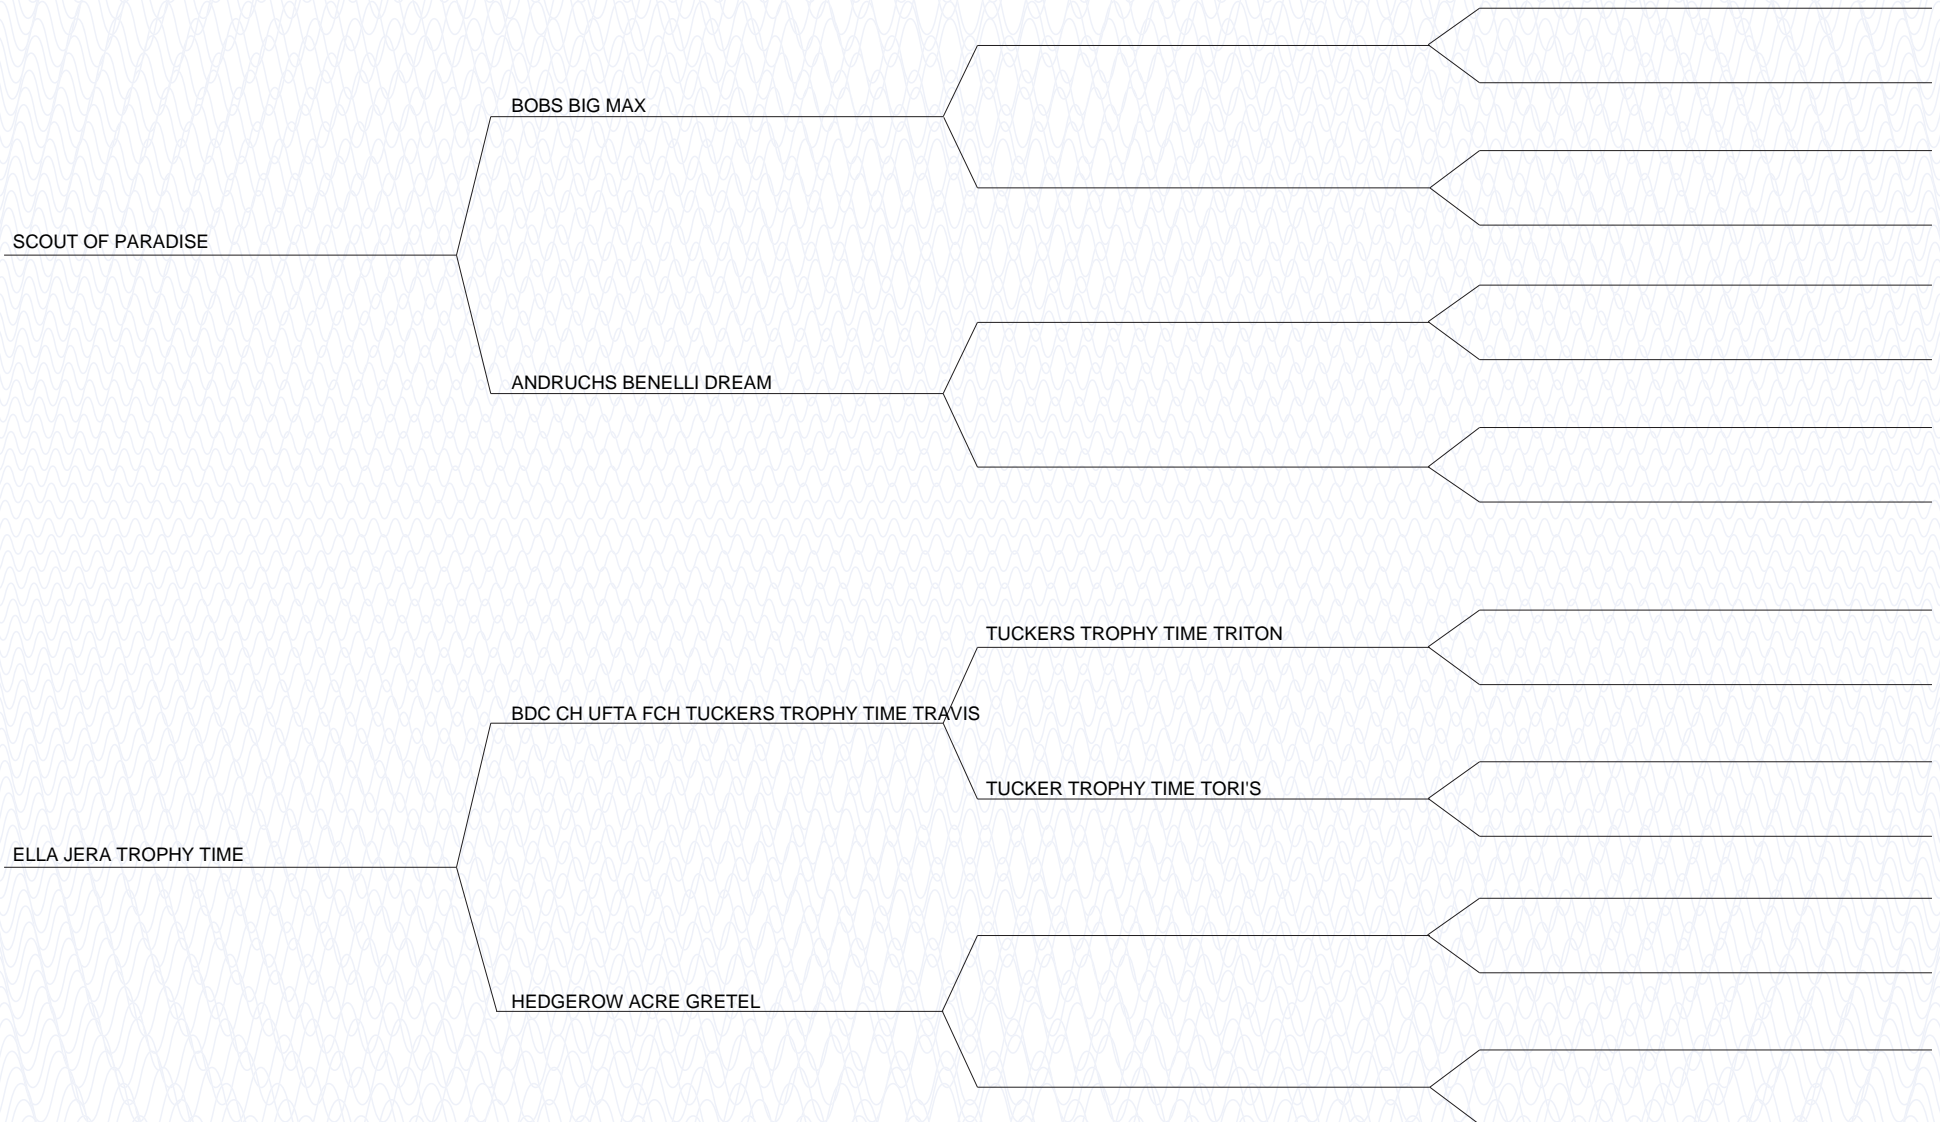 BOBS BIG MAX
SCOUT OF PARADISE
ANDRUCHS BENELLI DREAM
TUCKERS TROPHY TIME TRITON
BDC CH UFTA FCH TUCKERS TROPHY TIME TRAVIS
TUCKER TROPHY TIME TORI'S
ELLA JERA TROPHY TIME
HEDGEROW ACRE GRETEL